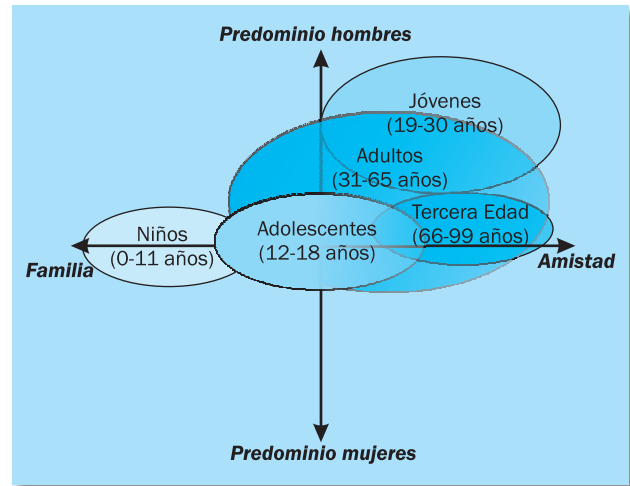 Predominio hombres
Jóvenes
(19-30 años)
Adultos
(31-65 años)
Tercera Edad
(66-99 años)
Adolescentes
(12-18 años)
Niños
(0-11 años)
Familia
Amistad
Predominio mujeres